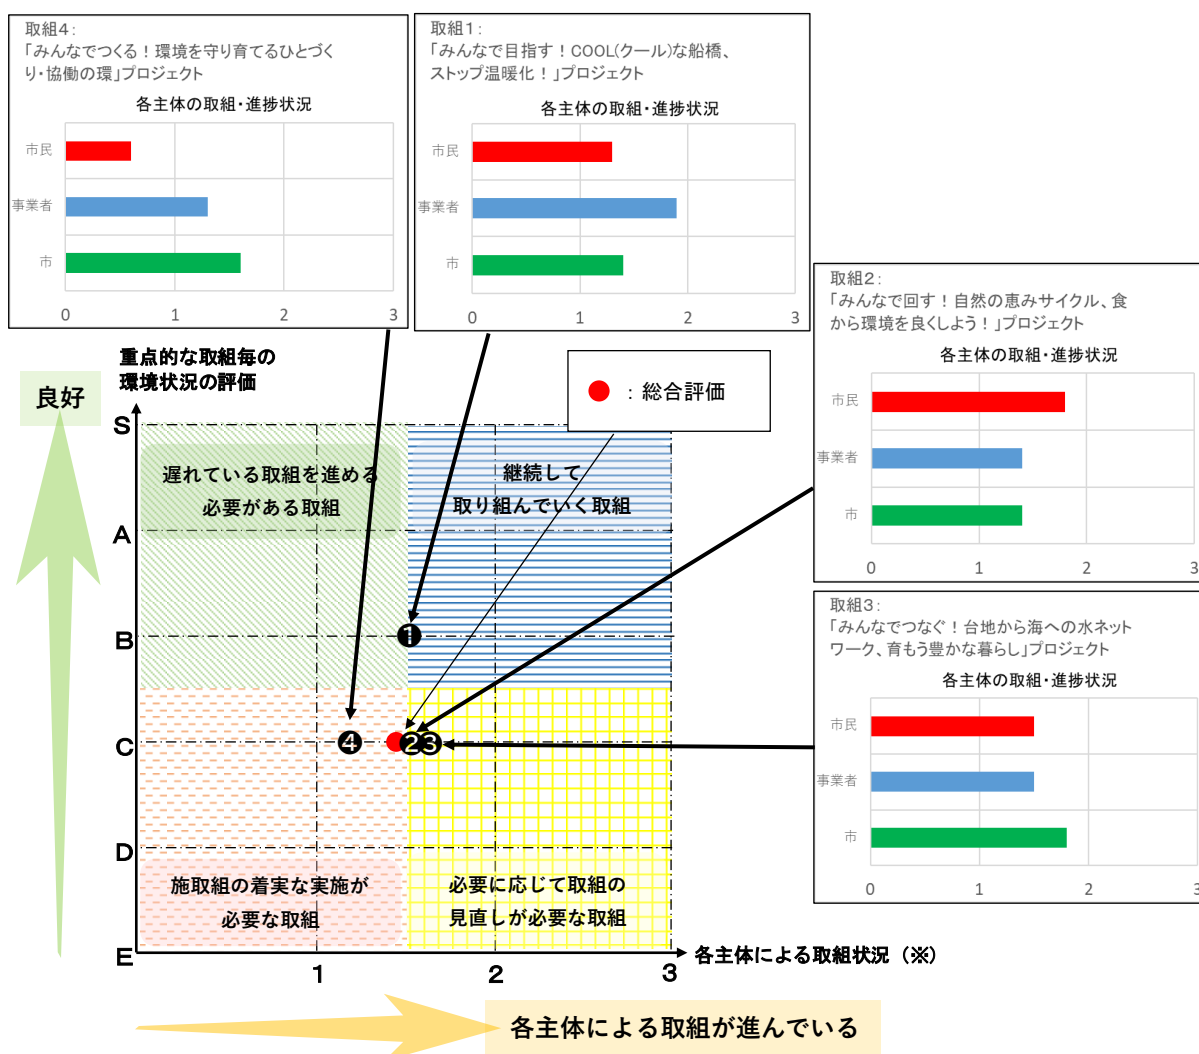 取組4:
「みんなでつくる！環境を守り育てるひとづく
り・協働の環」プロジェクト
各主体の取組・進捗状況
市民
事業者
市
0 1 2 3
取組1:
「みんなで目指す！COOL(クール)な船橋、
ストップ温暖化！」プロジェクト
各主体の取組・進捗状況
市民
事業者
市
0 1 2 3
取組2:
「みんなで回す！自然の恵みサイクル、食
から環境を良くしよう！」プロジェクト
各主体の取組・進捗状況
市民
事業者
市
0 1 2 3
取組3:
「みんなでつなぐ！台地から海への水ネット
ワーク、育もう豊かな暮らし」プロジェクト
各主体の取組・進捗状況
市民
事業者
市
0 1 2 3
重点的な取組毎の
環境状況の評価
良好
：総合評価
S
A
B
C
D
E
遅れている取組を進める
必要がある取組
継続して
取り組んでいく取組
1
4
2
3
施取組の着実な実施が
必要な取組
必要に応じて取組の
見直しが必要な取組
1 2 3
各主体による取組状況（※）
各主体による取組が進んでいる